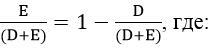 E/(D+E) = 1 − D/(D+E), где: